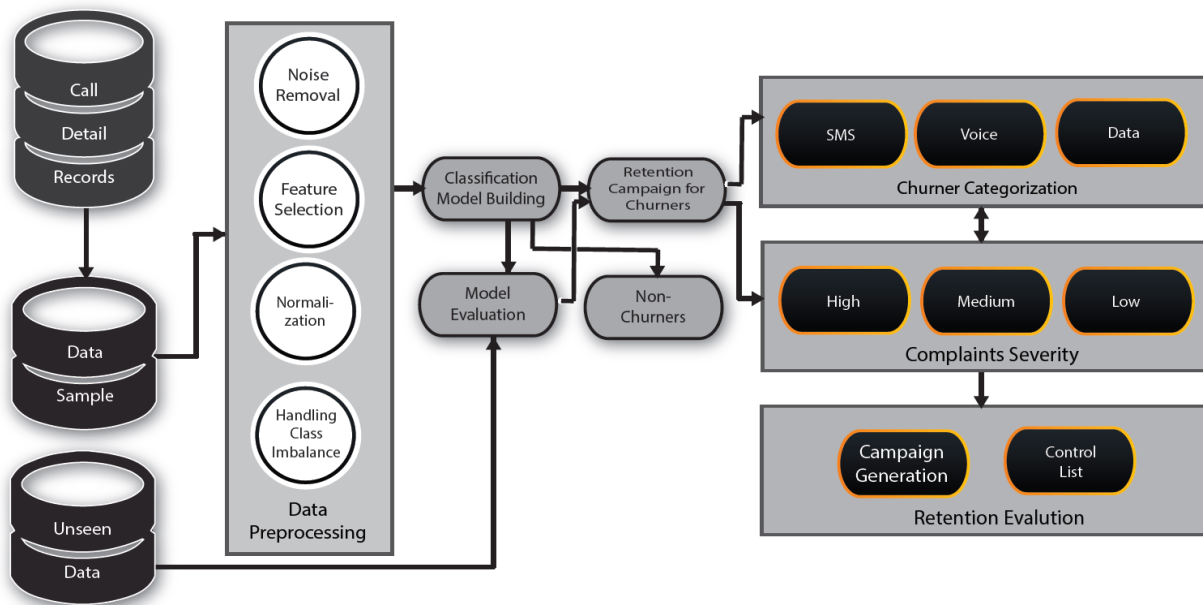 Call
Detail
Records
Data
Sample
Unseen
Data
Noise
Removal
Feature
Selection
Normali-
zation
Handling
Class
Imbalance
Data
Preprocessing
Classification
Model Building
Model
Evaluation
Retention
Campaign for
Churners
Non-
Churners
SMS
Voice
Data
Churner Categorization
High
Medium
Low
Complaints Severity
Campaign
Generation
Control
List
Retention Evalution